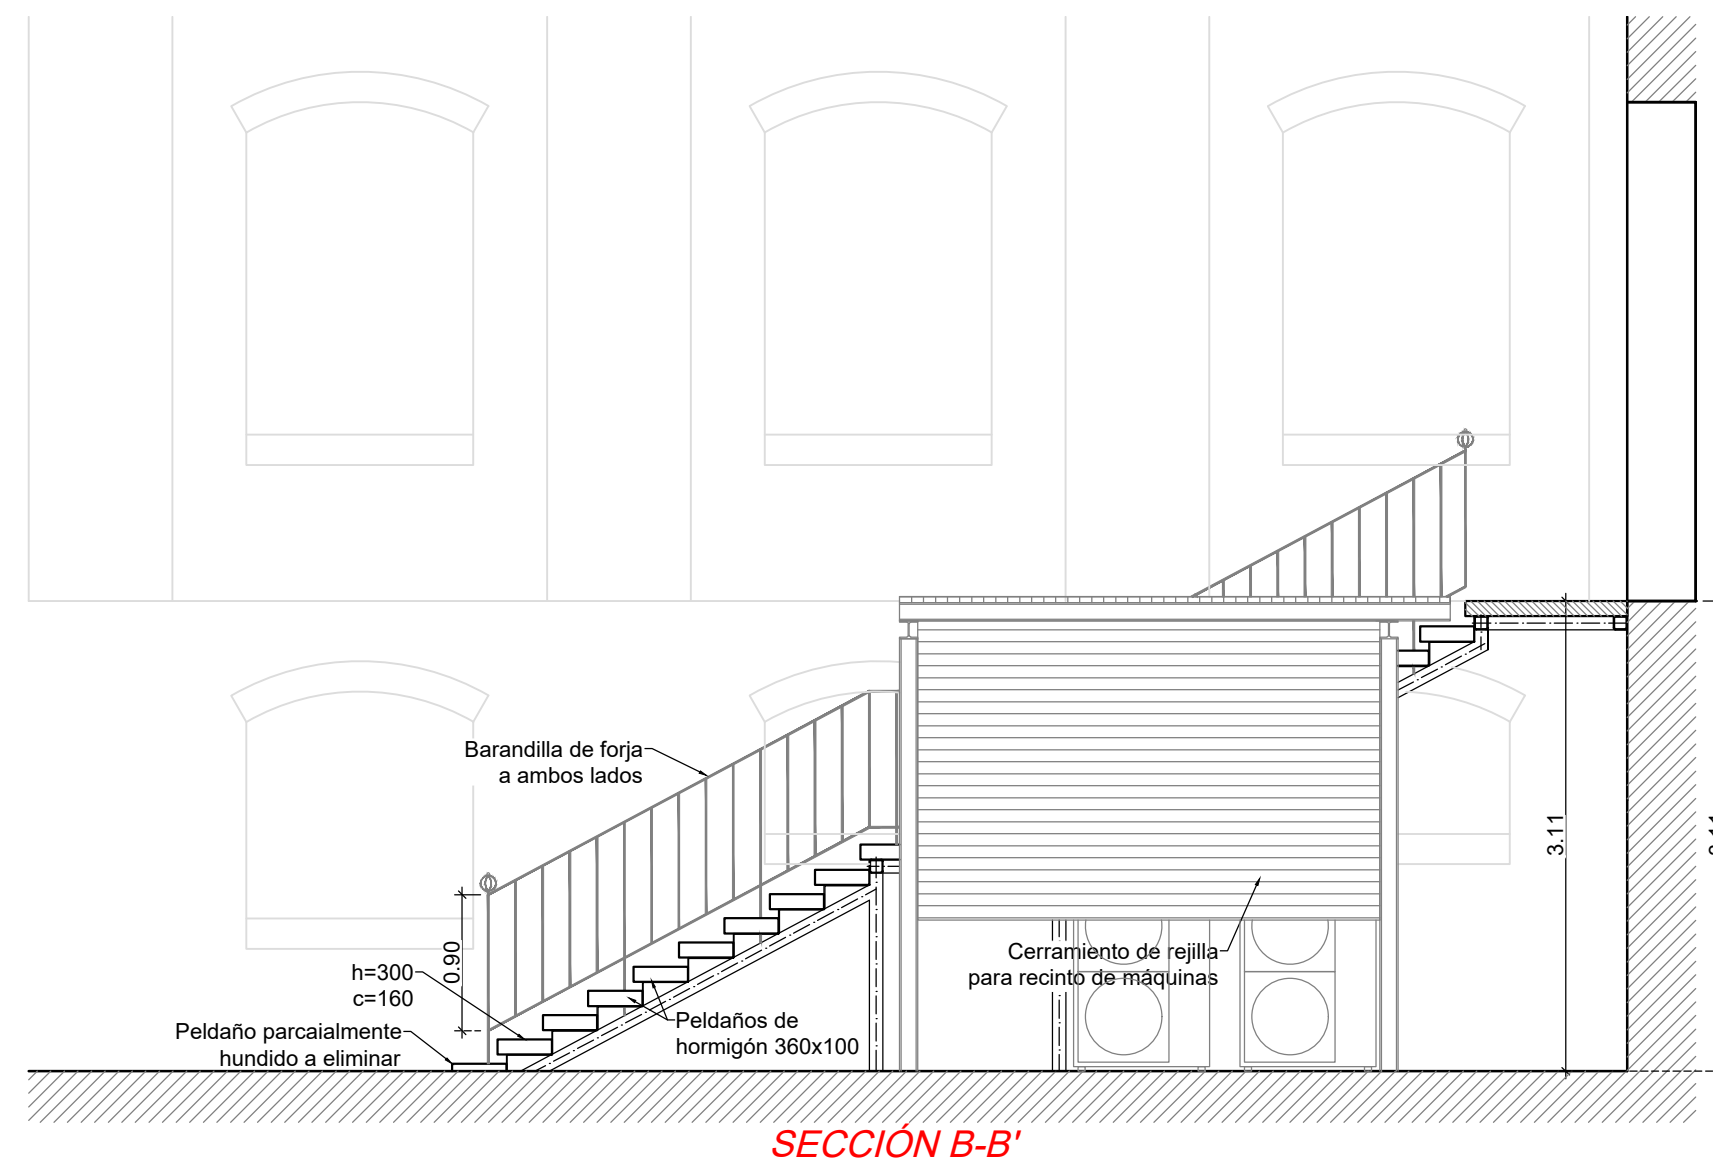 Barandilla de forja
a ambos lados
0.90
h=300
c=160
Peldaño parcaialmente
hundido a eliminar
Peldaños de
hormigón 360x100
Cerramiento de rejilla
para recinto de máquinas
3.11
SECCIÓN B-B'